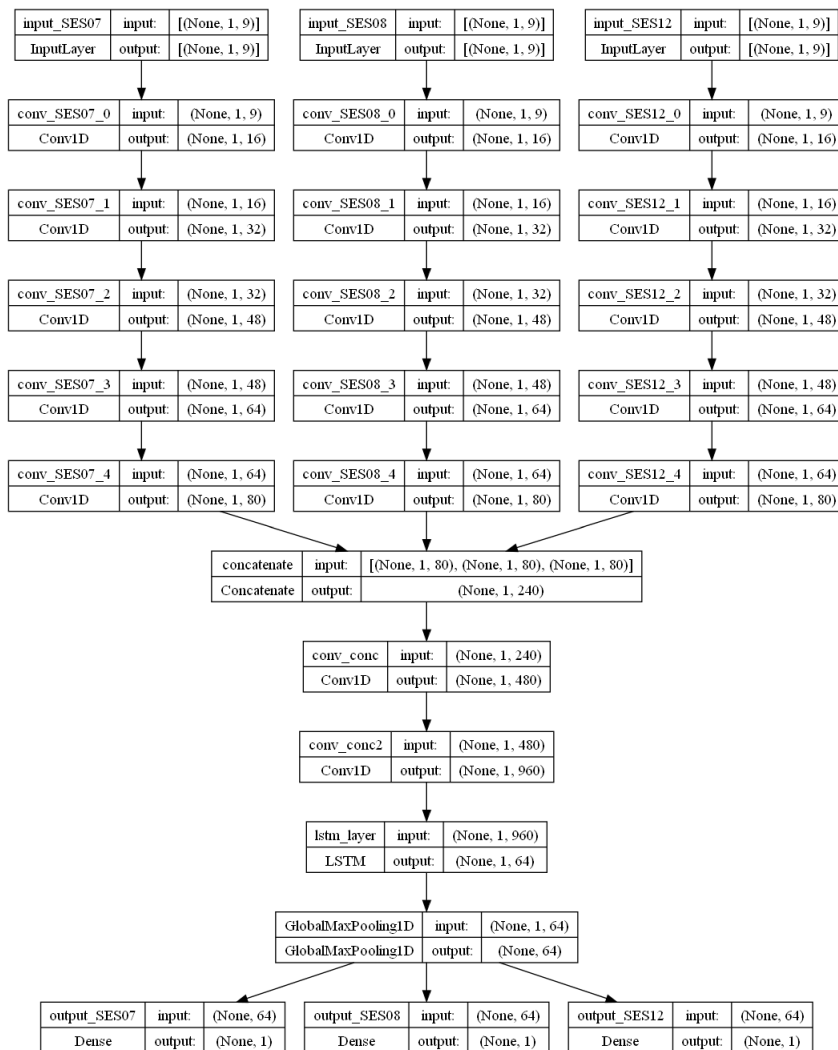 input_SES07 input: [(None, 1, 9)]
InputLayer output: [(None, 1, 9)]
input_SES08 input: [(None, 1, 9)]
InputLayer output: [(None, 1, 9)]
input_SES12 input: [(None, 1, 9)]
InputLayer output: [(None, 1, 9)]
conv_SES07_0 input: (None, 1, 9)
Conv1D output: (None, 1, 16)
conv_SES08_0 input: (None, 1, 9)
Conv1D output: (None, 1, 16)
conv_SES12_0 input: (None, 1, 9)
Conv1D output: (None, 1, 16)
conv_SES07_1 input: (None, 1, 16)
Conv1D output: (None, 1, 32)
conv_SES08_1 input: (None, 1, 16)
Conv1D output: (None, 1, 32)
conv_SES12_1 input: (None, 1, 16)
Conv1D output: (None, 1, 32)
conv_SES07_2 input: (None, 1, 32)
Conv1D output: (None, 1, 48)
conv_SES08_2 input: (None, 1, 32)
Conv1D output: (None, 1, 48)
conv_SES12_2 input: (None, 1, 32)
Conv1D output: (None, 1, 48)
conv_SES07_3 input: (None, 1, 48)
Conv1D output: (None, 1, 64)
conv_SES08_3 input: (None, 1, 48)
Conv1D output: (None, 1, 64)
conv_SES12_3 input: (None, 1, 48)
Conv1D output: (None, 1, 64)
conv_SES07_4 input: (None, 1, 64)
Conv1D output: (None, 1, 80)
conv_SES08_4 input: (None, 1, 64)
Conv1D output: (None, 1, 80)
conv_SES12_4 input: (None, 1, 64)
Conv1D output: (None, 1, 80)
concatenate input: [(None, 1, 80), (None, 1, 80), (None, 1, 80)]
Concatenate output: (None, 1, 240)
conv_conc input: (None, 1, 240)
Conv1D output: (None, 1, 480)
conv_conc2 input: (None, 1, 480)
Conv1D output: (None, 1, 960)
lstm_layer input: (None, 1, 960)
LSTM output: (None, 1, 64)
GlobalMaxPooling1D input: (None, 1, 64)
GlobalMaxPooling1D output: (None, 64)
output_SES07 input: (None, 64)
Dense output: (None, 1)
output_SES08 input: (None, 64)
Dense output: (None, 1)
output_SES12 input: (None, 64)
Dense output: (None, 1)